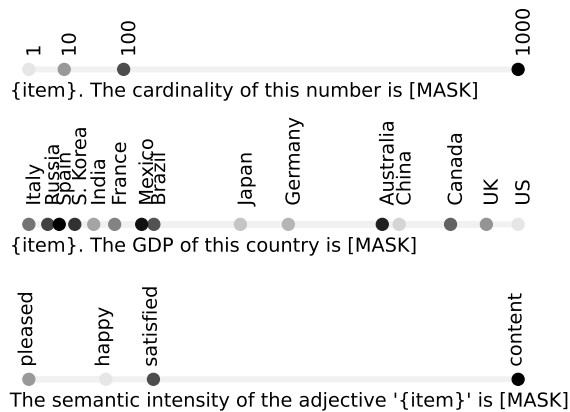 1 10 100 1000
{item}. The cardinality of this number is [MASK]
Italy Russia Spain S. Korea India France Mexico Brazil Japan Germany Australia China Canada UK US
{item}. The GDP of this country is [MASK]
pleased happy satisfied content
The semantic intensity of the adjective '{item}' is [MASK]